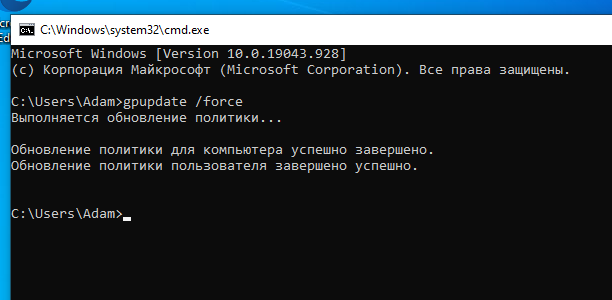 C:\Windows\system32\cmd.exe
Microsoft Windows [Version 10.0.19043.928]
(c) Корпорация Майкрософт (Microsoft Corporation). Все права защищены.
C:\Users\Adam>gpupdate /force
Выполняется обновление политики...
Обновление политики для компьютера успешно завершено.
Обновление политики пользователя завершено успешно.
C:\Users\Adam>